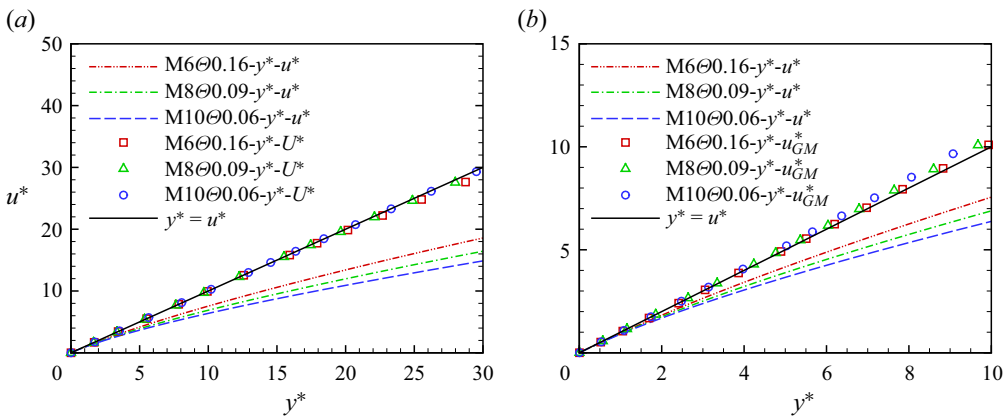 (a)
50
40
30
20
10
0
u*
M6Θ0.16-y*-u*
M8Θ0.09-y*-u*
M10Θ0.06-y*-u*
M6Θ0.16-y*-U*
M8Θ0.09-y*-U*
M10Θ0.06-y*-U*
y* = u*
5 10 15 20 25 30
y*
(b)
15
10
5
0
M6Θ0.16-y*-u*
M8Θ0.09-y*-u*
M10Θ0.06-y*-u*
M6Θ0.16-y*-u*GM
M8Θ0.09-y*-u*GM
M10Θ0.06-y*-u*GM
y* = u*
2 4 6 8 10
y*